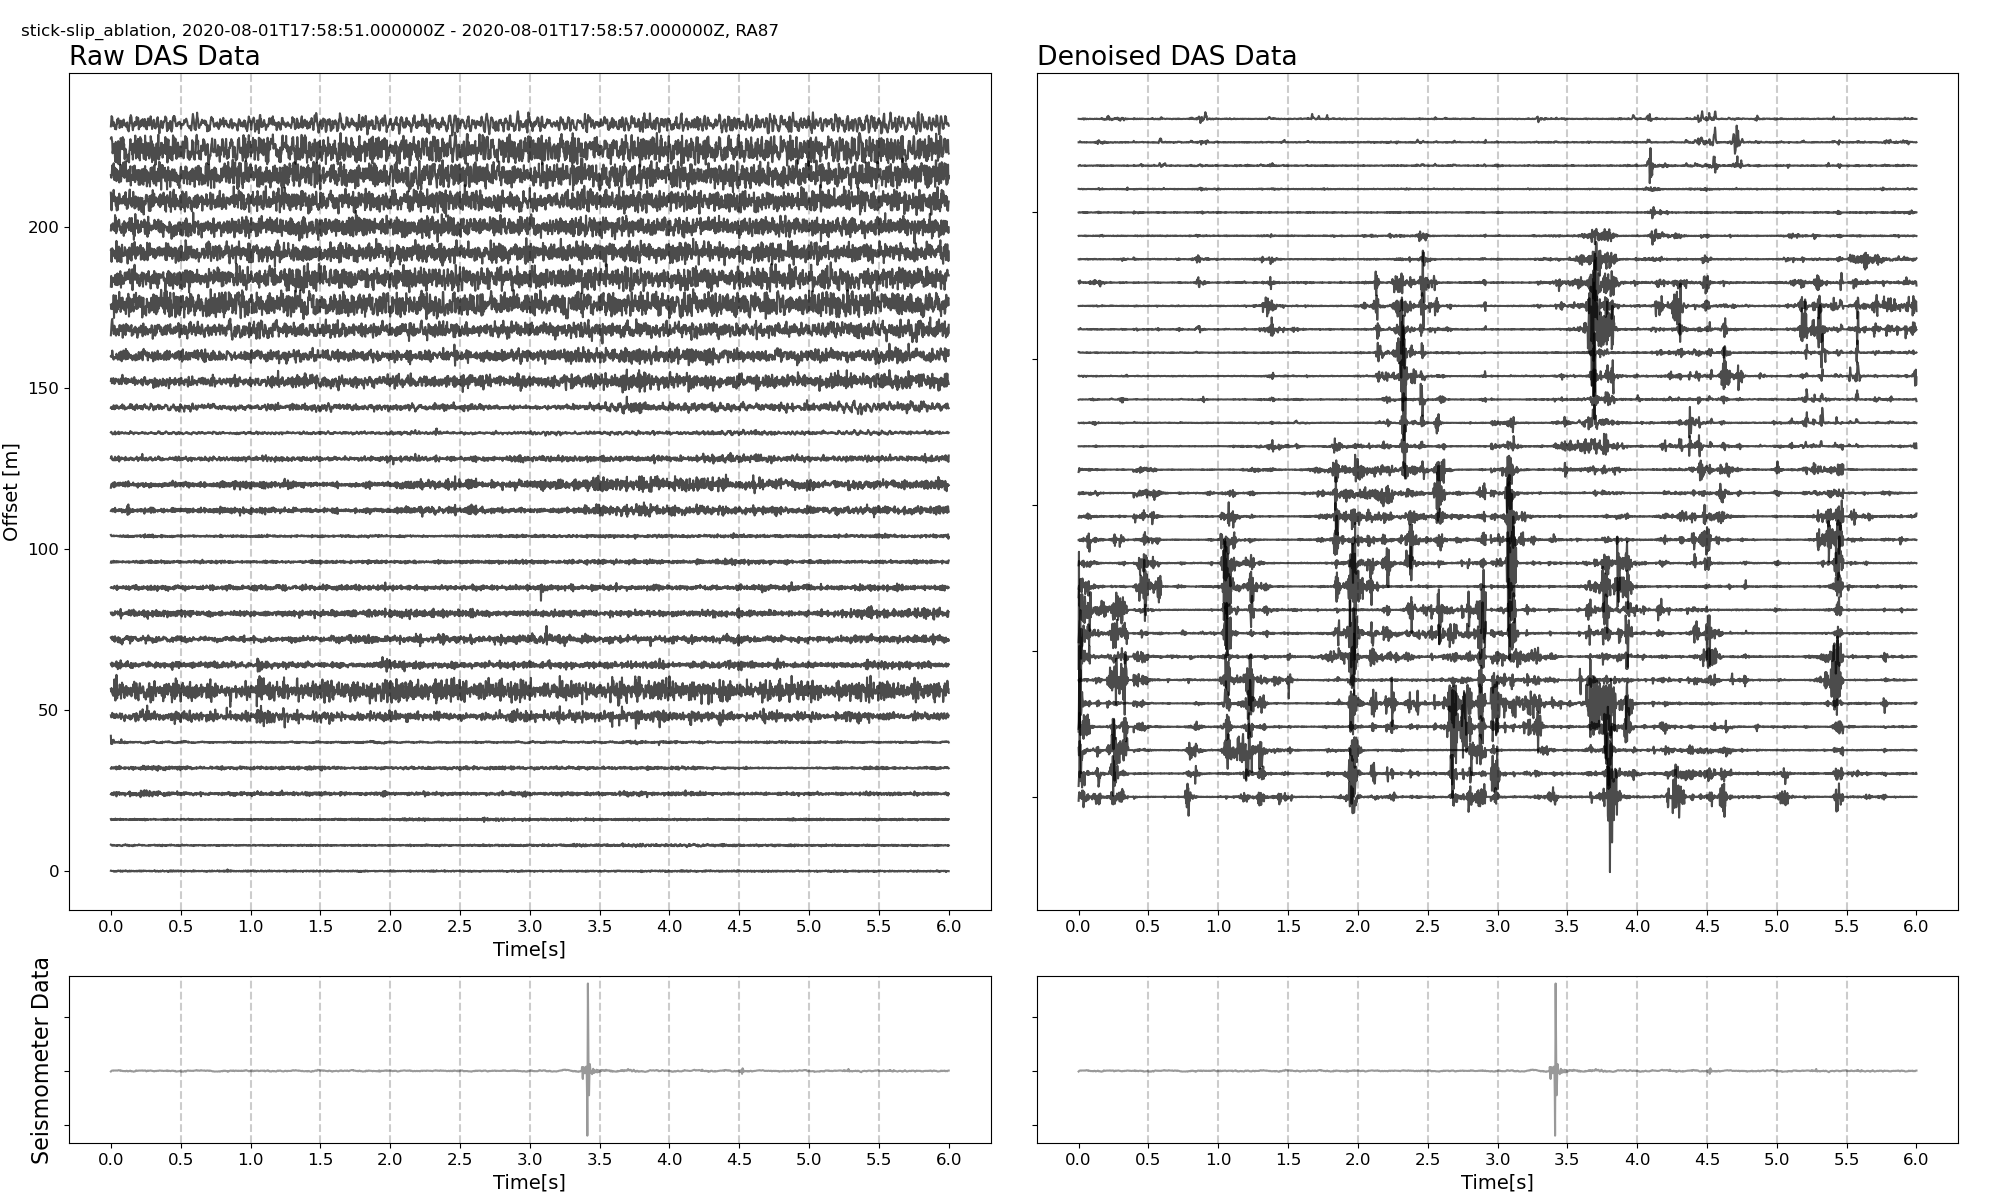 stick-slip_ablation, 2020-08-01T17:58:51.000000Z - 2020-08-01T17:58:57.000000Z, RA87
Raw DAS Data
Denoised DAS Data
Offset [m]
200
150
100
50
0
0.0 0.5 1.0 1.5 2.0 2.5 3.0 3.5 4.0 4.5 5.0 5.5 6.0
Time[s]
0.0 0.5 1.0 1.5 2.0 2.5 3.0 3.5 4.0 4.5 5.0 5.5 6.0
Seismometer Data
0.0 0.5 1.0 1.5 2.0 2.5 3.0 3.5 4.0 4.5 5.0 5.5 6.0
Time[s]
0.0 0.5 1.0 1.5 2.0 2.5 3.0 3.5 4.0 4.5 5.0 5.5 6.0
Time[s]